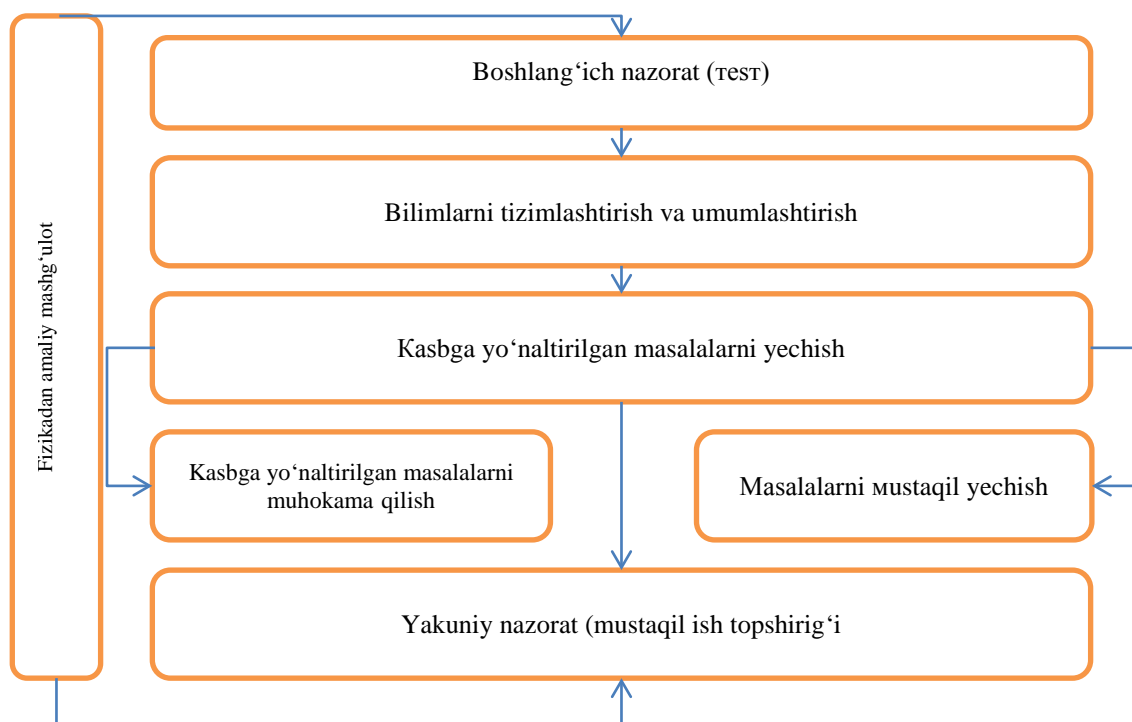 Fizikadan amaliy mashg‘ulot
Boshlang‘ich nazorat (тesт)
Bilimlarni tizimlashtirish va umumlashtirish
Kasbga yo‘naltirilgan masalalarni yechish
Kasbga yo‘naltirilgan masalalarni
muhokama qilish
Masalalarni мustaqil yechish
Yakuniy nazorat (mustaqil ish topshirig‘i